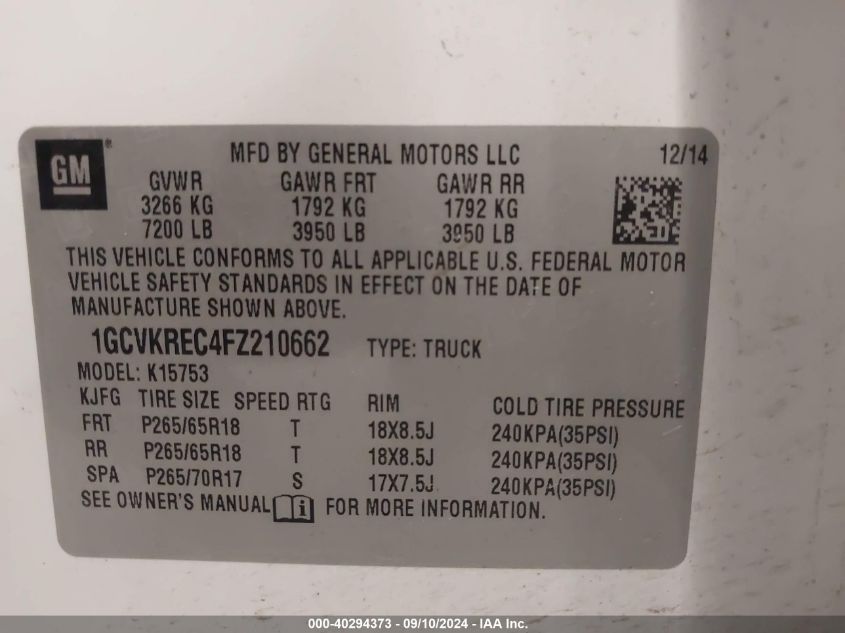 GM ® MFD BY GENERAL MOTORS LLC 12/14
GVWR GAWR FRT GAWR RR
3266 KG 1792 KG 1792 KG
7200 LB 3950 LB 3950 LB
THIS VEHICLE CONFORMS TO ALL APPLICABLE U.S. FEDERAL MOTOR
VEHICLE SAFETY STANDARDS IN EFFECT ON THE DATE OF
MANUFACTURE SHOWN ABOVE.
1GCVKREC4FZ210662 TYPE: TRUCK
MODEL: K15753
KJFG TIRE SIZE SPEED RTG RIM COLD TIRE PRESSURE
FRT P265/65R18 T 18X8.5J 240KPA(35PSI)
RR P265/65R18 T 18X8.5J 240KPA(35PSI)
SPA P265/70R17 S 17X7.5J 240KPA(35PSI)
SEE OWNER'S MANUAL i FOR MORE INFORMATION.
000-40294373 - 09/10/2024 - IAA Inc.